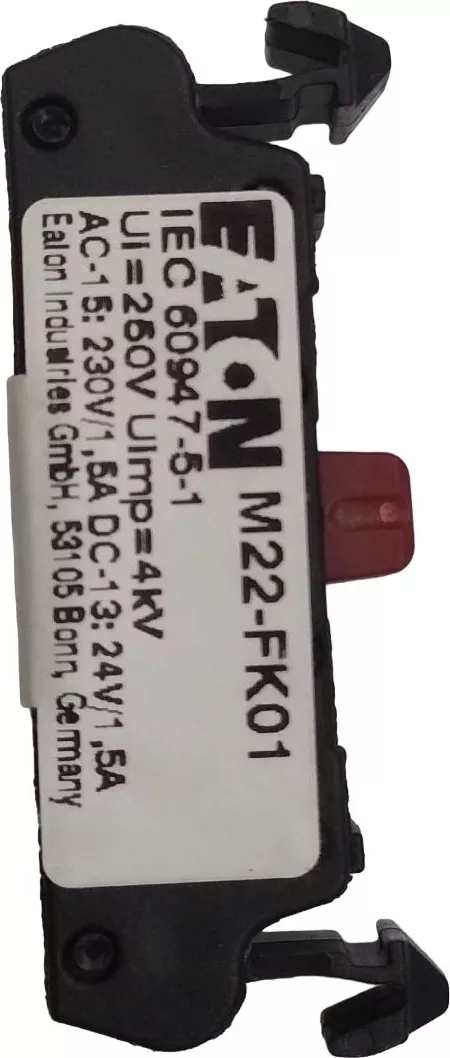 EATON M22-FK01
IEC 60947-5-1
Ui=250V Uimp=4kV
AC-15: 230V/1,5A DC-13: 24V/1,5A
Eaton Industries GmbH, 53105 Bonn, Germany